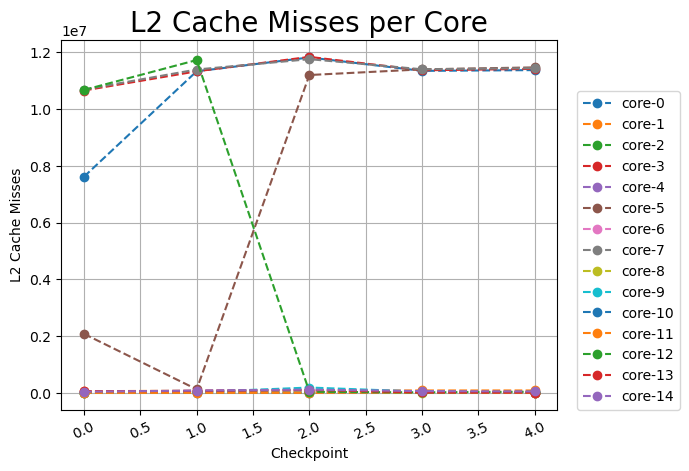 L2 Cache Misses per Core
1e7
1.2
1.0
0.8
0.6
0.4
0.2
0.0
L2 Cache Misses
0.0 0.5 1.0 1.5 2.0 2.5 3.0 3.5 4.0
Checkpoint
core-0
core-1
core-2
core-3
core-4
core-5
core-6
core-7
core-8
core-9
core-10
core-11
core-12
core-13
core-14